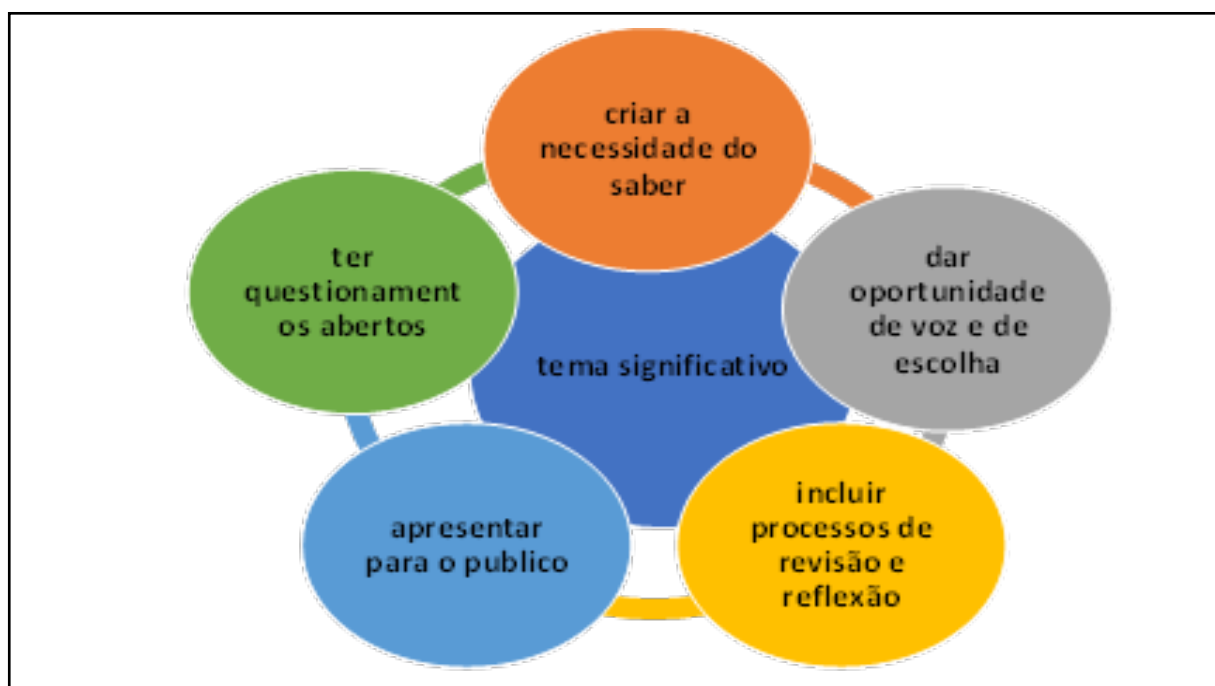 criar a
necessidade do
saber
ter
questionament
os abertos
dar
oportunidade
de voz e de
escolha
tema significativo
apresentar
para o publico
incluir
processos de
revisão e
reflexão